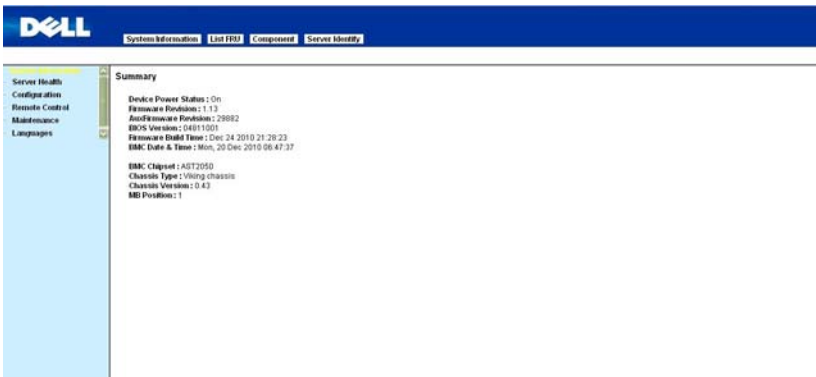 DELL
System Information List FRU Component Server Identify
Server Health
Configuration
Remote Control
Maintenance
Languages
Summary
Device Power Status : On
Firmware Revision : 1.13
AuxFirmware Revision : 29882
BIOS Version : 04811001
Firmware Build Time : Dec 24 2010 21:28:23
BMC Date & Time : Mon, 20 Dec 2010 06:47:37
BMC Chipset : AST2050
Chassis Type : Viking chassis
Chassis Version : 0.43
MB Position : 1